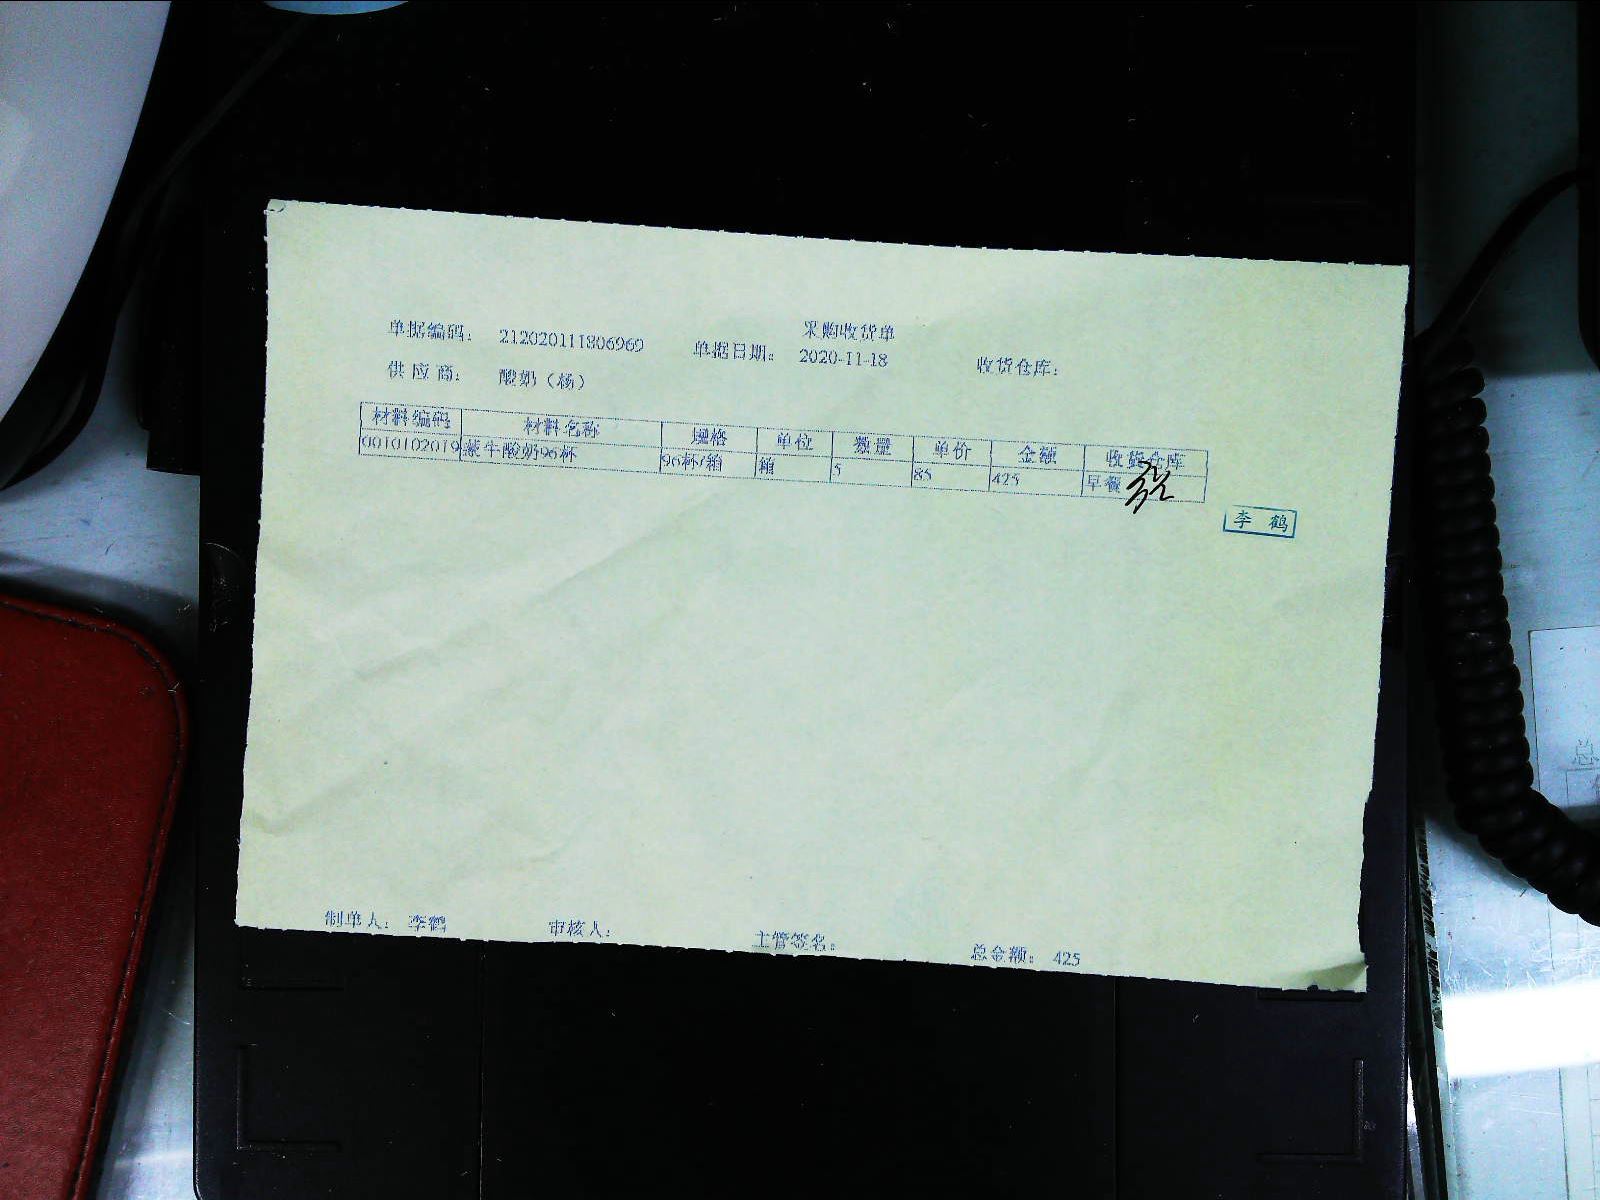 采购收货单
单据编码: 212020111806969 单据日期: 2020-11-18 收货仓库:
供应商: 酸奶(杨)
材料编码 材料名称 规格 单位 数量 单价 金额 收货仓库
0010102019 蒙牛酸奶96杯 96杯/箱 箱 5 85 425 早餐
李鹤
制单人: 李鹤 审核人: 主管签名: 总金额: 425
总